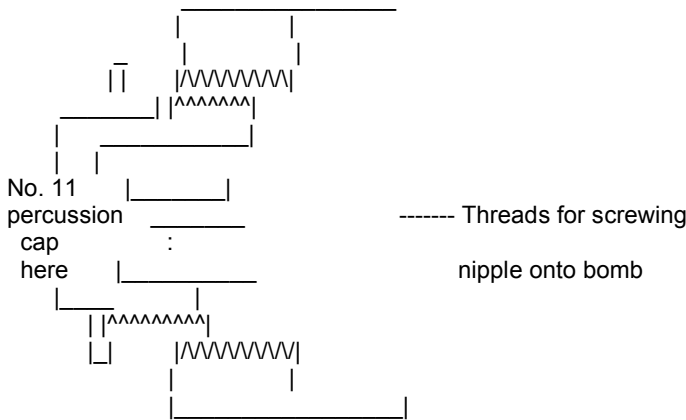 No. 11
percussion ------- Threads for screwing
cap :
here nipple onto bomb